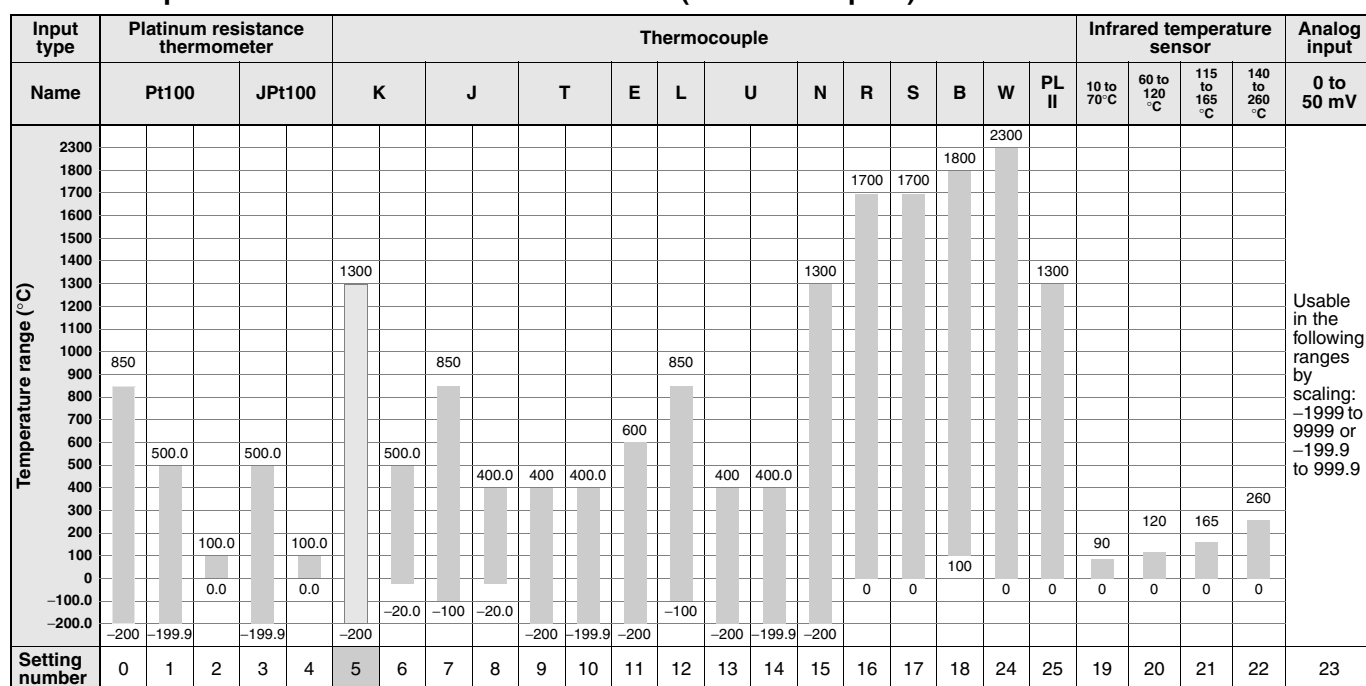 Input type Platinum resistance thermometer Thermocouple Infrared temperature sensor Analog input
Name Pt100 JPt100 K J T E L U N R S B W PL II 10 to 70°C 60 to 120 °C 115 to 165 °C 140 to 260 °C 0 to 50 mV
Temperature range (°C)
2300
1800
1700
1600
1500
1400
1300
1200
1100
1000
900
800
700
600
500
400
300
200
100
0
−100.0
−200.0
2300
1800
1700 1700
1300 1300 1300
850 850 850
600
500.0 500.0 500.0
400.0 400 400.0 400 400.0
260
120 165
100.0 100.0 90
100
0.0 0.0 0 0 0 0 0 0 0 0
−20.0 −100 −20.0 −100
−200 −199.9 −199.9 −200 −200 −199.9 −200 −200 −199.9 −200
Usable
in the
following
ranges
by
scaling:
−1999 to
9999 or
−199.9
to 999.9
Setting number 0 1 2 3 4 5 6 7 8 9 10 11 12 13 14 15 16 17 18 24 25 19 20 21 22 23